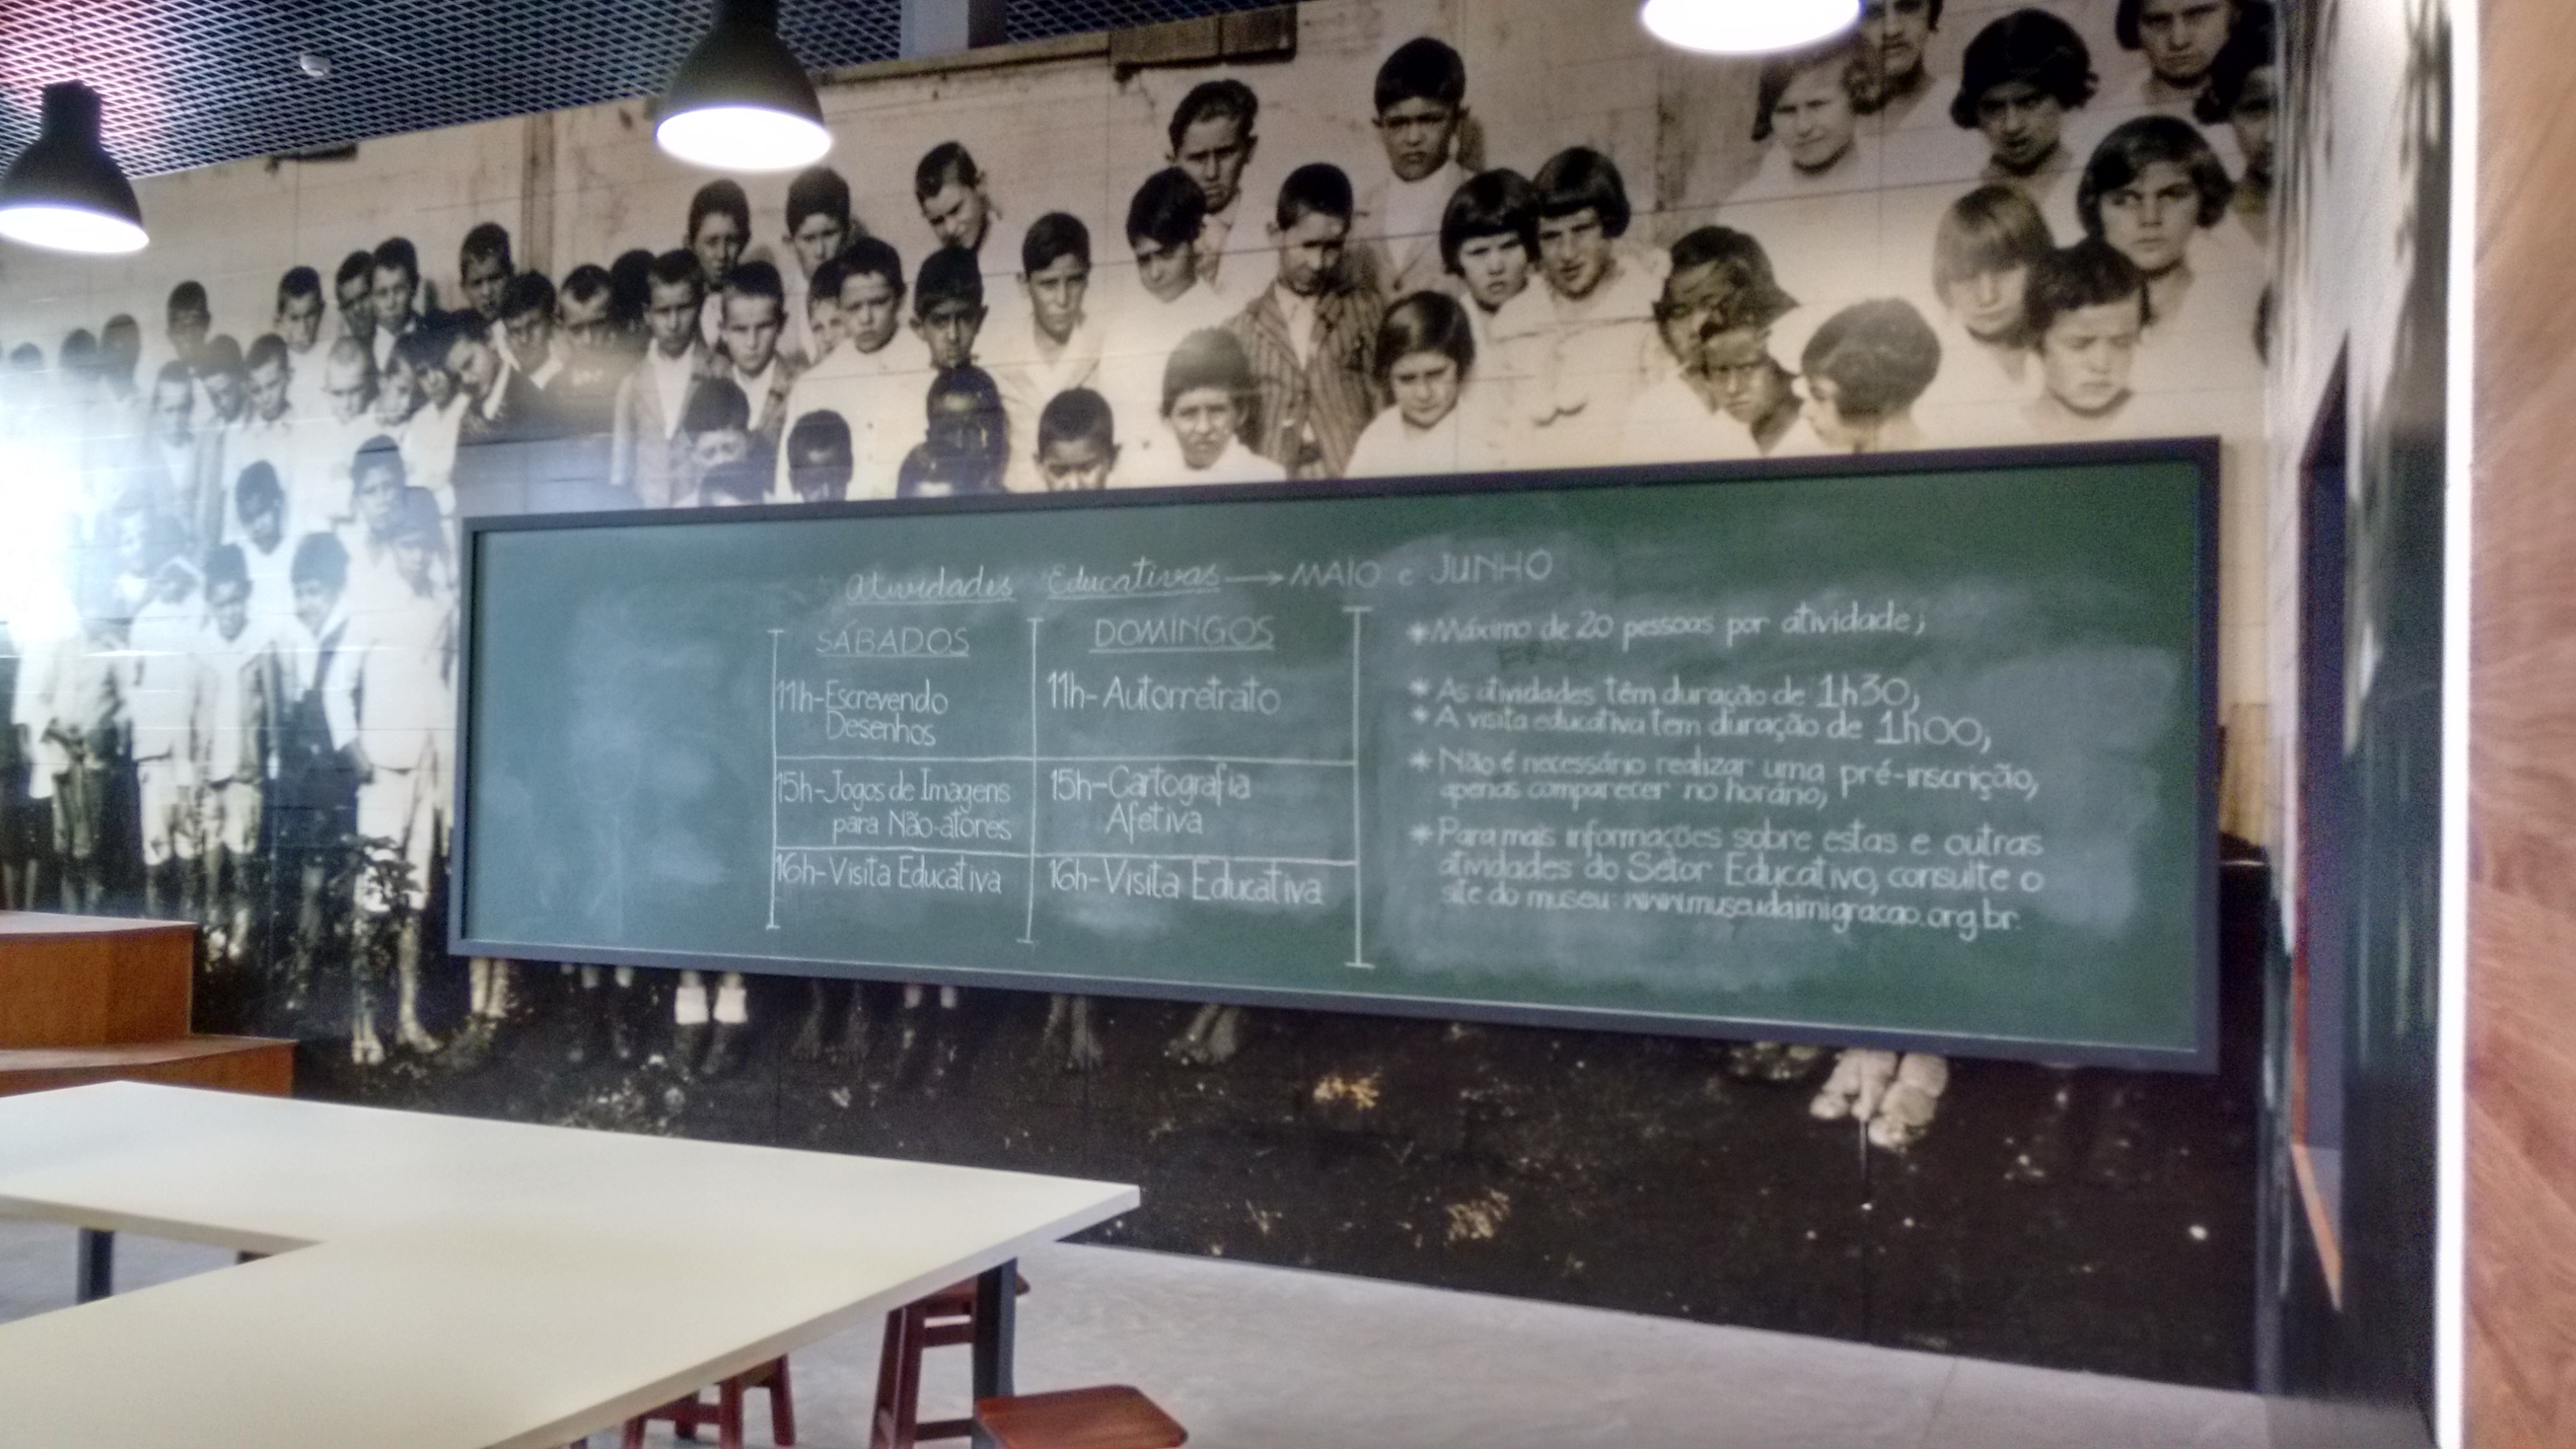 Atividades Educativas → MAIO e JUNHO
SÁBADOS
11h-Escrevendo
Desenhos
15h-Jogos de Imagens
para Não-atores
16h-Visita Educativa
DOMINGOS
11h-Autorretrato
15h-Cartografia
Afetiva
16h-Visita Educativa
* Máximo de 20 pessoas por atividade;
* As atividades têm duração de 1h30;
* A visita educativa tem duração de 1h00;
* Não é necessário realizar uma pré-inscrição,
apenas comparecer no horário;
* Para mais informações sobre estas e outras
atividades do Setor Educativo, consulte o
site do museu: www.museudaimigracao.org.br.